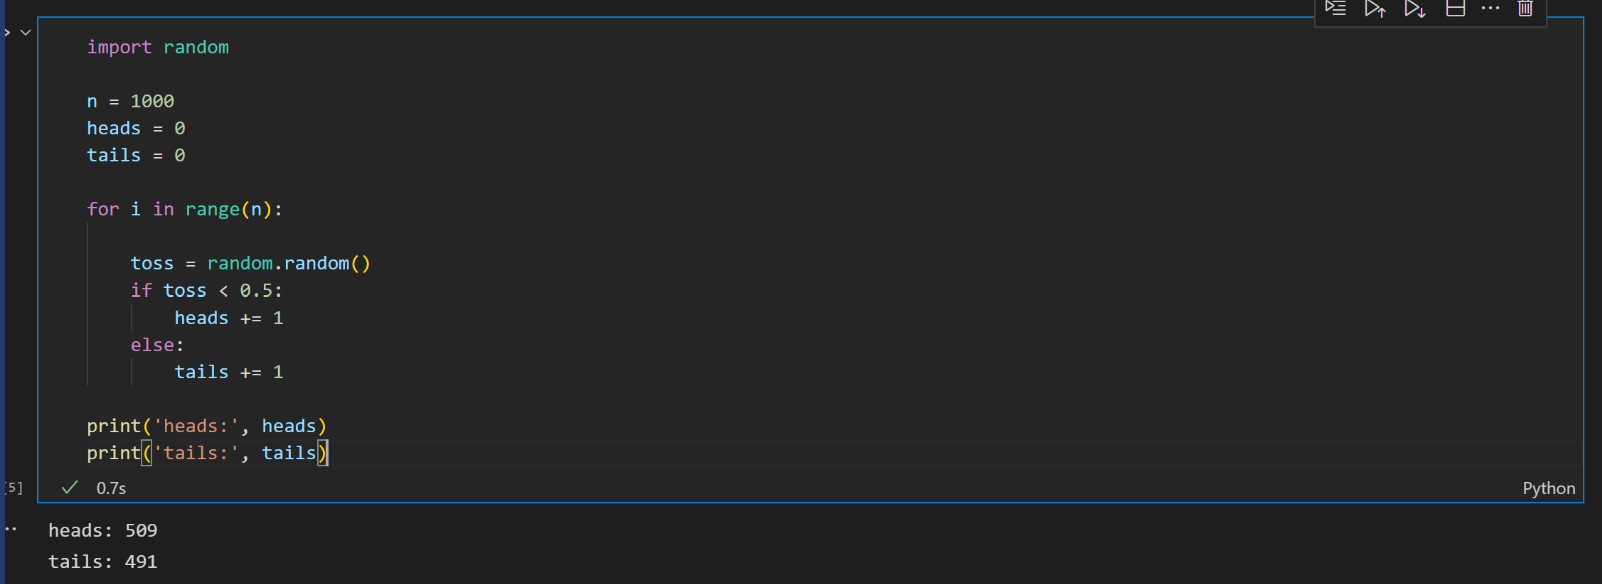 import random
n = 1000
heads = 0
tails = 0
for i in range(n):
toss = random.random()
if toss < 0.5:
heads += 1
else:
tails += 1
print('heads:', heads)
print('tails:', tails)
[5]
0.7s
Python
heads: 509
tails: 491